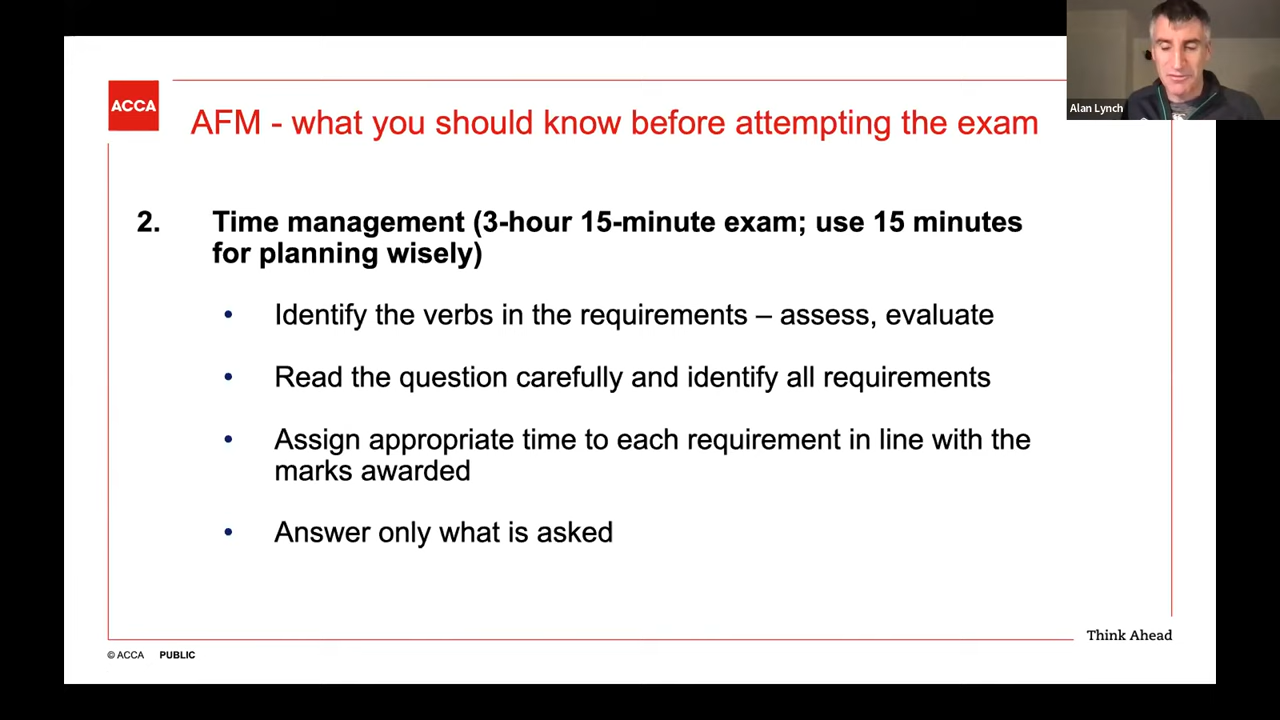 ACCA
AFM - what you should know before attempting the exam
Alan Lynch
2. Time management (3-hour 15-minute exam; use 15 minutes
for planning wisely)
• Identify the verbs in the requirements – assess, evaluate
• Read the question carefully and identify all requirements
• Assign appropriate time to each requirement in line with the
marks awarded
• Answer only what is asked
Think Ahead
© ACCA PUBLIC